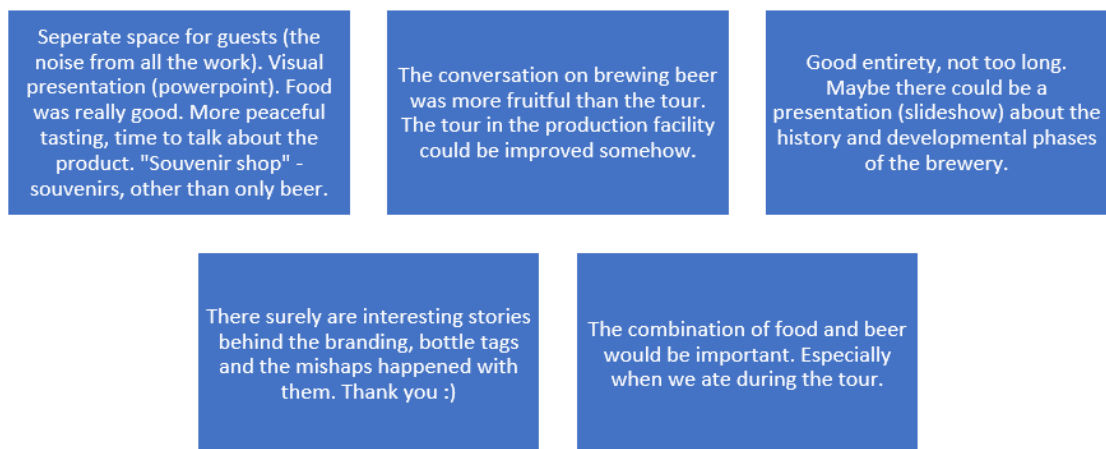 Seperate space for guests (the
noise from all the work). Visual
presentation (powerpoint). Food
was really good. More peaceful
tasting, time to talk about the
product. "Souvenir shop" -
souvenirs, other than only beer.
The conversation on brewing beer
was more fruitful than the tour.
The tour in the production facility
could be improved somehow.
Good entirety, not too long.
Maybe there could be a
presentation (slideshow) about the
history and developmental phases
of the brewery.
There surely are interesting stories
behind the branding, bottle tags
and the mishaps happened with
them. Thank you :)
The combination of food and beer
would be important. Especially
when we ate during the tour.